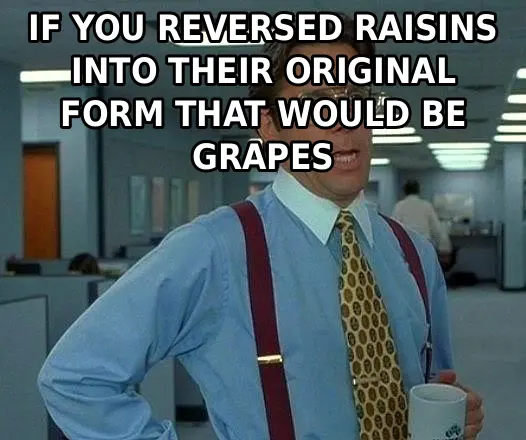 IF YOU REVERSED RAISINS
INTO THEIR ORIGINAL
FORM THAT WOULD BE
GRAPES